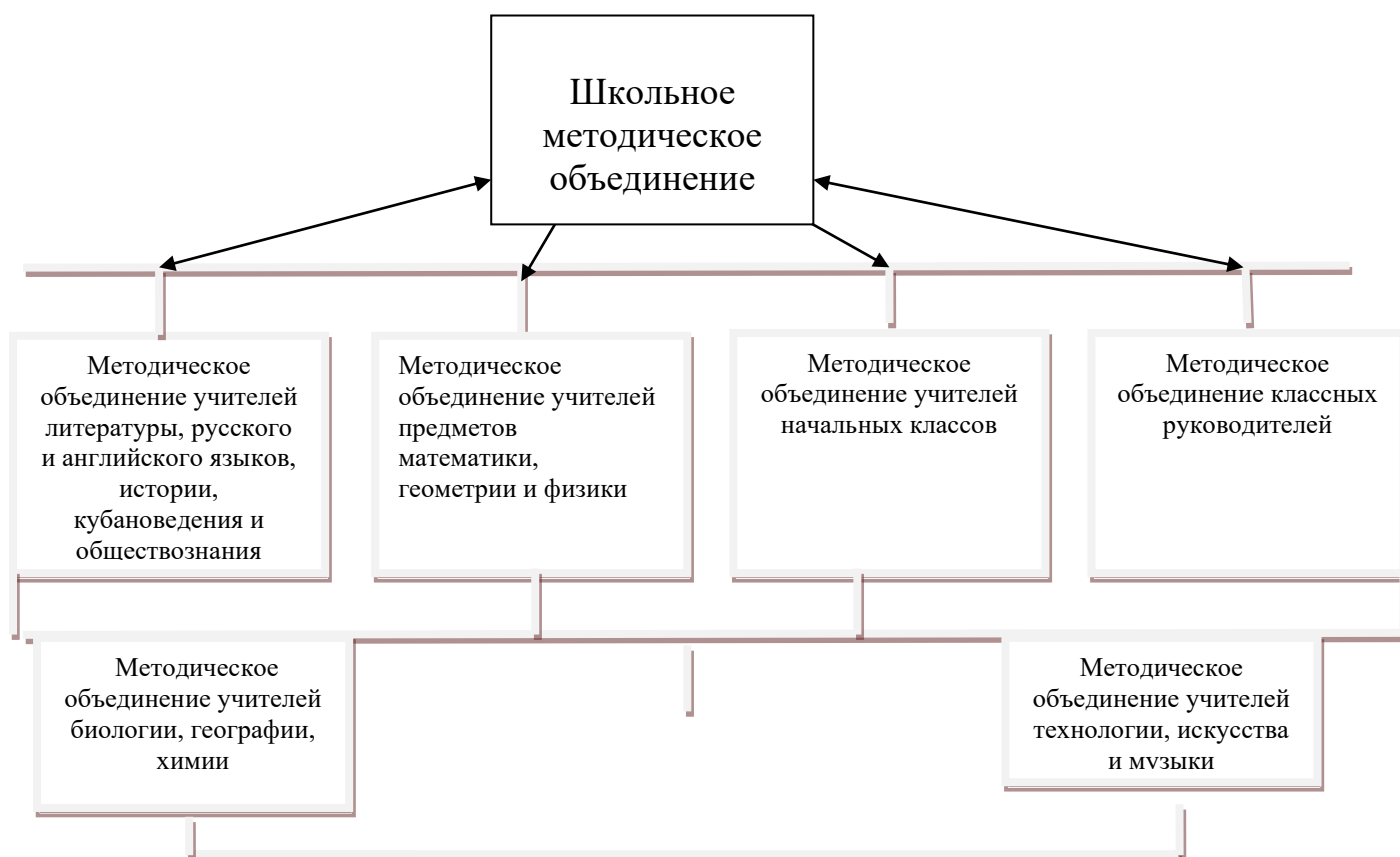 Школьное
методическое
объединение
Методическое
объединение учителей
литературы, русского
и английского языков,
истории,
кубановедения и
обществознания
Методическое
объединение учителей
предметов
математики,
геометрии и физики
Методическое
объединение учителей
начальных классов
Методическое
объединение классных
руководителей
Методическое
объединение учителей
биологии, географии,
химии
Методическое
объединение учителей
технологии, искусства
и музыки